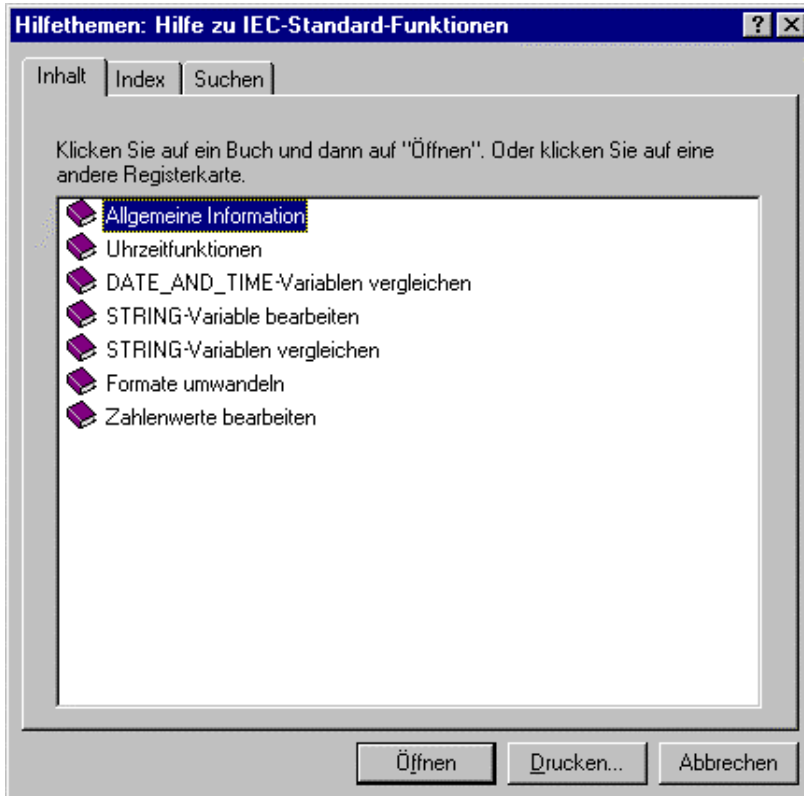 Hilfethemen: Hilfe zu IEC-Standard-Funktionen
Inhalt Index Suchen
Klicken Sie auf ein Buch und dann auf "Öffnen". Oder klicken Sie auf eine
andere Registerkarte.
Allgemeine Information
Uhrzeitfunktionen
DATE_AND_TIME-Variablen vergleichen
STRING-Variable bearbeiten
STRING-Variablen vergleichen
Formate umwandeln
Zahlenwerte bearbeiten
Öffnen Drucken... Abbrechen